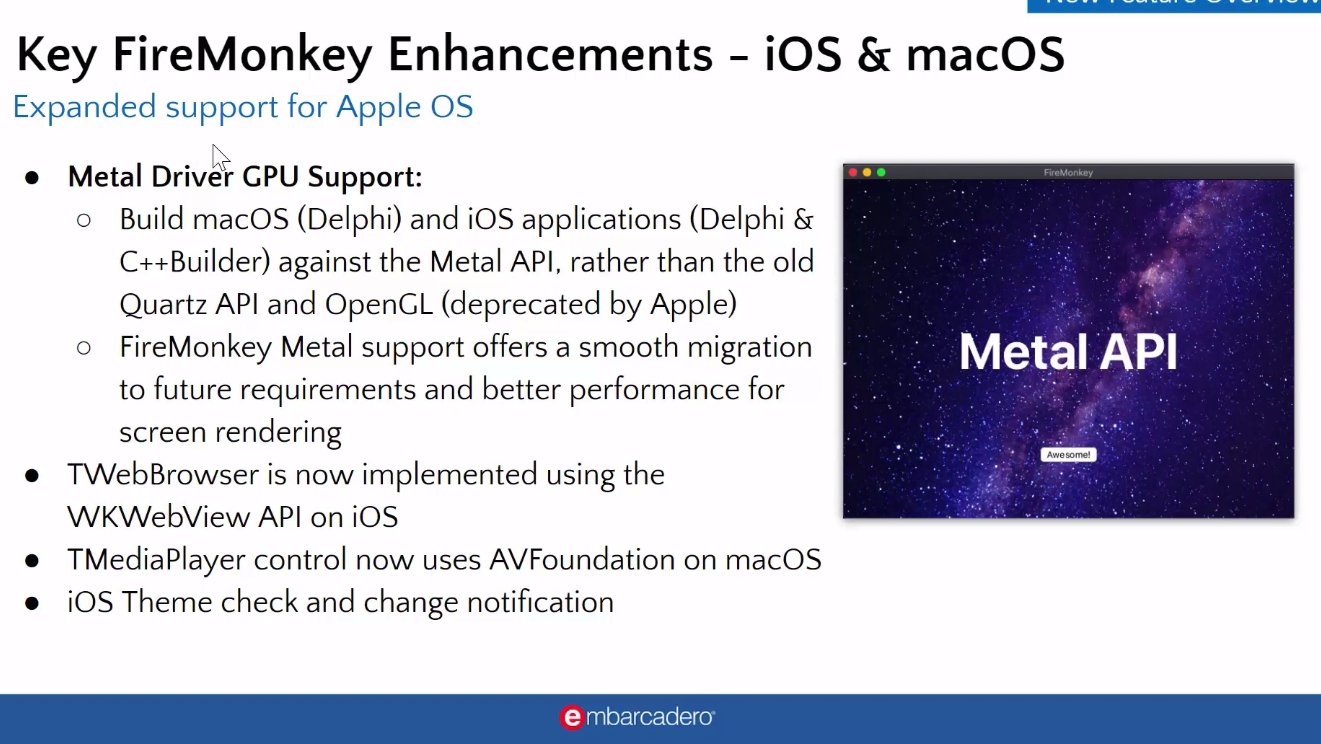 New Feature Overview
Key FireMonkey Enhancements – iOS & macOS
Expanded support for Apple OS
● Metal Driver GPU Support:
○ Build macOS (Delphi) and iOS applications (Delphi &
C++Builder) against the Metal API, rather than the old
Quartz API and OpenGL (deprecated by Apple)
○ FireMonkey Metal support offers a smooth migration
to future requirements and better performance for
screen rendering
● TWebBrowser is now implemented using the
WKWebView API on iOS
● TMediaPlayer control now uses AVFoundation on macOS
● iOS Theme check and change notification
FireMonkey
Metal API
Awesome!
embarcadero®